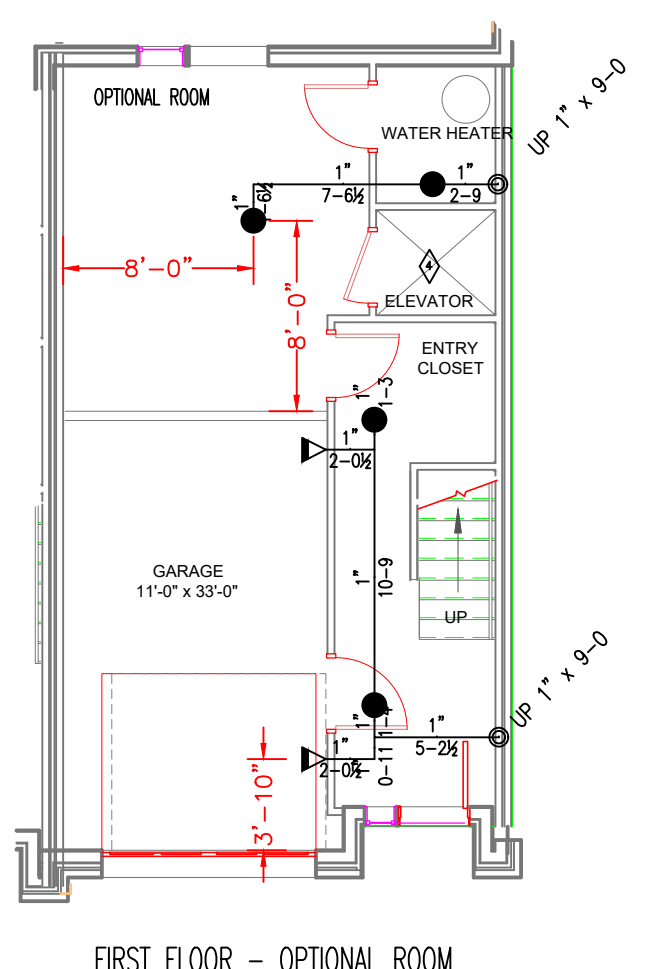 OPTIONAL ROOM
WATER HEATER
UP 1" x 9-0
1"
7-6½
1"
2-9
1"
-6½
8'-0"
4
ELEVATOR
8'-0"
ENTRY
CLOSET
1"
1-3
1"
2-0½
1"
10-9
GARAGE
11'-0" x 33'-0"
UP
UP 1" x 9-0
1"
1-4
1"
5-2½
1"
2-0½
0-11
3'-10"
FIRST FLOOR - OPTIONAL ROOM